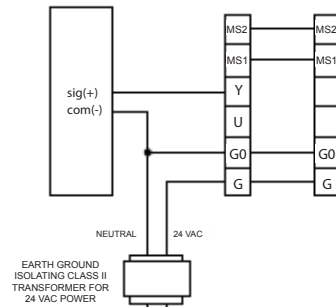 MS2
MS2
MS1
MS1
sig(+)
Y
com(-)
U
G0
G0
G
G
NEUTRAL
24 VAC
EARTH GROUND
ISOLATING CLASS II
TRANSFORMER FOR
24 VAC POWER